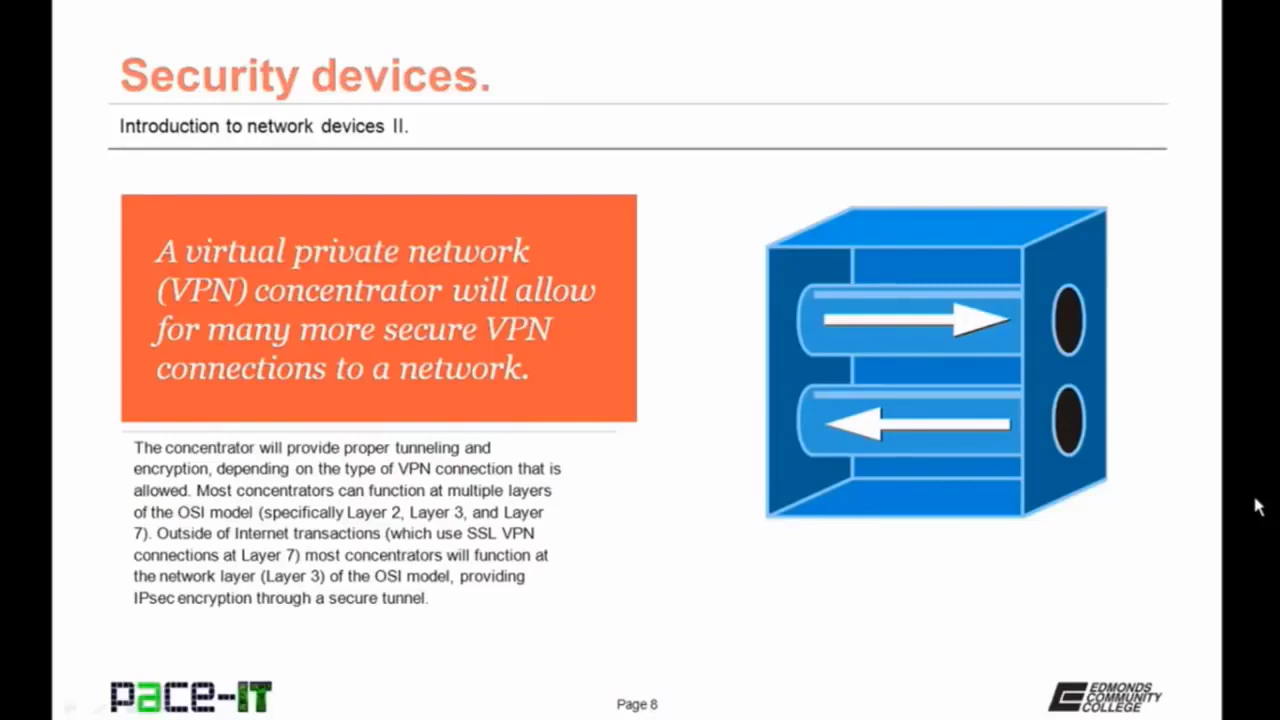 Security devices.
Introduction to network devices II.
A virtual private network
(VPN) concentrator will allow
for many more secure VPN
connections to a network.
The concentrator will provide proper tunneling and
encryption, depending on the type of VPN connection that is
allowed. Most concentrators can function at multiple layers
of the OSI model (specifically Layer 2, Layer 3, and Layer
7). Outside of Internet transactions (which use SSL VPN
connections at Layer 7) most concentrators will function at
the network layer (Layer 3) of the OSI model, providing
IPsec encryption through a secure tunnel.
pace-IT
Page 8
EDMONDS
COMMUNITY
COLLEGE